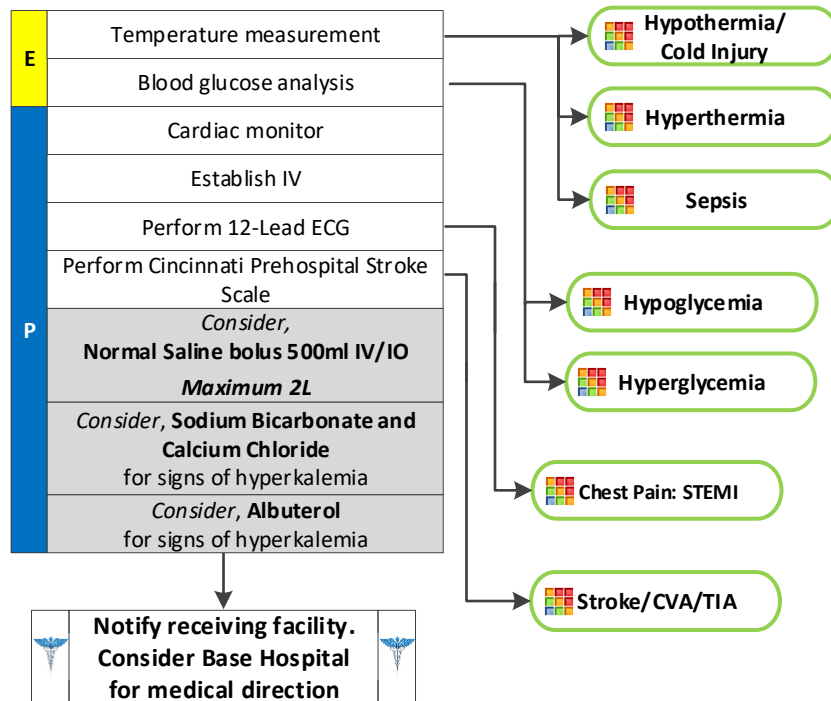 E
Temperature measurement
Blood glucose analysis
P
Cardiac monitor
Establish IV
Perform 12-Lead ECG
Perform Cincinnati Prehospital Stroke
Scale
Consider,
Normal Saline bolus 500ml IV/IO
Maximum 2L
Consider, Sodium Bicarbonate and
Calcium Chloride
for signs of hyperkalemia
Consider, Albuterol
for signs of hyperkalemia
Notify receiving facility.
Consider Base Hospital
for medical direction
Hypothermia/
Cold Injury
Hyperthermia
Sepsis
Hypoglycemia
Hyperglycemia
Chest Pain: STEMI
Stroke/CVA/TIA